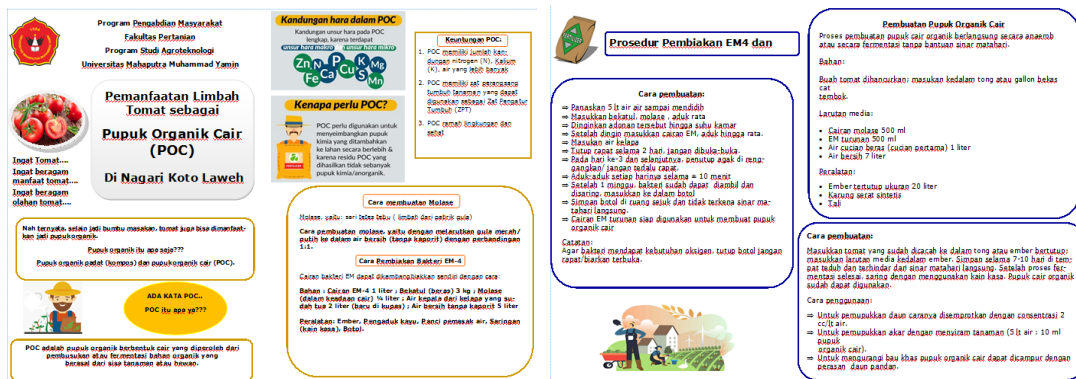 Program Pengabdian Masyarakat
Fakultas Pertanian
Program Studi Agroteknologi
Universitas Mahaputra Muhammad Yamin
Pemanfaatan Limbah
Tomat sebagai
Pupuk Organik Cair
(POC)
Di Nagari Koto Laweh
Ingat Tomat....
Ingat beragam
manfaat tomat....
Ingat beragam
olahan tomat....
Nah ternyata, selain jadi bumbu masakan, tomat juga bisa dimanfaat-
kan jadi pupuk organik.
Pupuk organik itu apa saja???
Pupuk organik padat (kompos) dan pupuk organik cair (POC).
ADA KATA POC..
POC itu apa ya???
POC adalah pupuk organik berbentuk cair yang diperoleh dari
pembusukan atau fermentasi bahan organik yang
berasal dari sisa tanaman atau hewan.
Kandungan hara dalam POC
Kandungan unsur hara pada POC
lengkap, karena terdapat
unsur hara makro unsur hara mikro
Zn N P Cu K Mg
Fe Ca S Mn
Kenapa perlu POC?
POC perlu digunakan untuk
menyeimbangkan pupuk
kimia yang ditambahkan
ke lahan secara berlebih &
karena residu POC yang
dihasilkan tidak sebanyak
pupuk kimia/anorganik.
Keuntungan POC:
1. POC memiliki jumlah kan-
dungan nitrogen (N), Kalium
(K), air yang lebih banyak
2. POC memiliki zat perangsang
tumbuh tanaman yang dapat
digunakan sebagai Zat Pengatur
Tumbuh (ZPT)
3. POC ramah lingkungan dan
sehat
Cara membuatan Molase
Molase, yaitu: sari tetes tebu ( limbah dari pabrik gula)
Cara pembuatan molase, yaitu dengan melarutkan gula merah/
putih ke dalam air bersih (tanpa kaporit) dengan perbandingan
1:1.
Cara Pembiakan Bakteri EM-4
Cairan bakteri EM dapat dikembangbiakkan sendiri dengan cara:
Bahan : Cairan EM-4 1 liter ; Bekatul (beras) 3 kg ; Molase
(dalam keadaan cair) ¼ liter ; Air kepala dari kelapa yang su-
dah tua 2 liter (baru di kupas) ; Air bersih tanpa kaporit 5 liter
Peralatan: Ember, Pengaduk kayu, Panci pemasak air, Saringan
(kain kasa), Botol.
Prosedur Pembiakan EM4 dan
Cara pembuatan:
⇒ Panaskan 5 lt air air sampai mendidih
⇒ Masukkan bekatul, molase , aduk rata
⇒ Dinginkan adonan tersebut hingga suhu kamar
⇒ Setelah dingin masukkan cairan EM, aduk hingga rata.
⇒ Masukan air kelapa
⇒ Tutup rapat selama 2 hari, jangan dibuka-buka.
⇒ Pada hari ke-3 dan selanjutnya, penutup agak di reng-
gangkan/ jangan terlalu rapat.
⇒ Aduk-aduk setiap harinya selama ± 10 menit
⇒ Setelah 1 minggu, bakteri sudah dapat diambil dan
disaring, masukkan ke dalam botol
⇒ Simpan botol di ruang sejuk dan tidak terkena sinar ma-
tahari langsung.
⇒ Cairan EM turunan siap digunakan untuk membuat pupuk
organik cair
Catatan:
Agar bakteri mendapat kebutuhan oksigen, tutup botol jangan
rapat/biarkan terbuka.
Pembuatan Pupuk Organik Cair
Proses pembuatan pupuk organik cair berlangsung secara anaerob
atau secara fermentasi tanpa bantuan sinar matahari.
Bahan:
Buah tomat dihancurkan; masukan kedalam tong atau gallon bekas
cat
tembok.
Larutan media:
• Cairan molase 500 ml
• EM turunan 500 ml
• Air cucian beras (cucian pertama) 1 liter
• Air bersih 7 liter
Peralatan:
• Ember tertutup ukuran 20 liter
• Karung serat sintetis
• Tali
Cara pembuatan:
Masukkan tomat yang sudah dicacah ke dalam tong atau ember bertutup;
masukkan larutan media kedalam ember. Simpan selama 7-10 hari di tem-
pat teduh dan terhindar dari sinar matahari langsung. Setelah proses fer-
mentasi selesai, saring dengan menggunakan kain kasa. Pupuk cair organik
sudah dapat digunakan.
Cara penggunaan:
⇒ Untuk pemupukkan daun caranya disemprotkan dengan consentrasi 2
cc/lt air.
⇒ Untuk pemupukkan akar dengan menyiram tanaman (5 lt air : 10 ml
pupuk
organik cair).
⇒ Untuk mengurangi bau khas pupuk organik cair dapat dicampur dengan
perasan daun pandan.